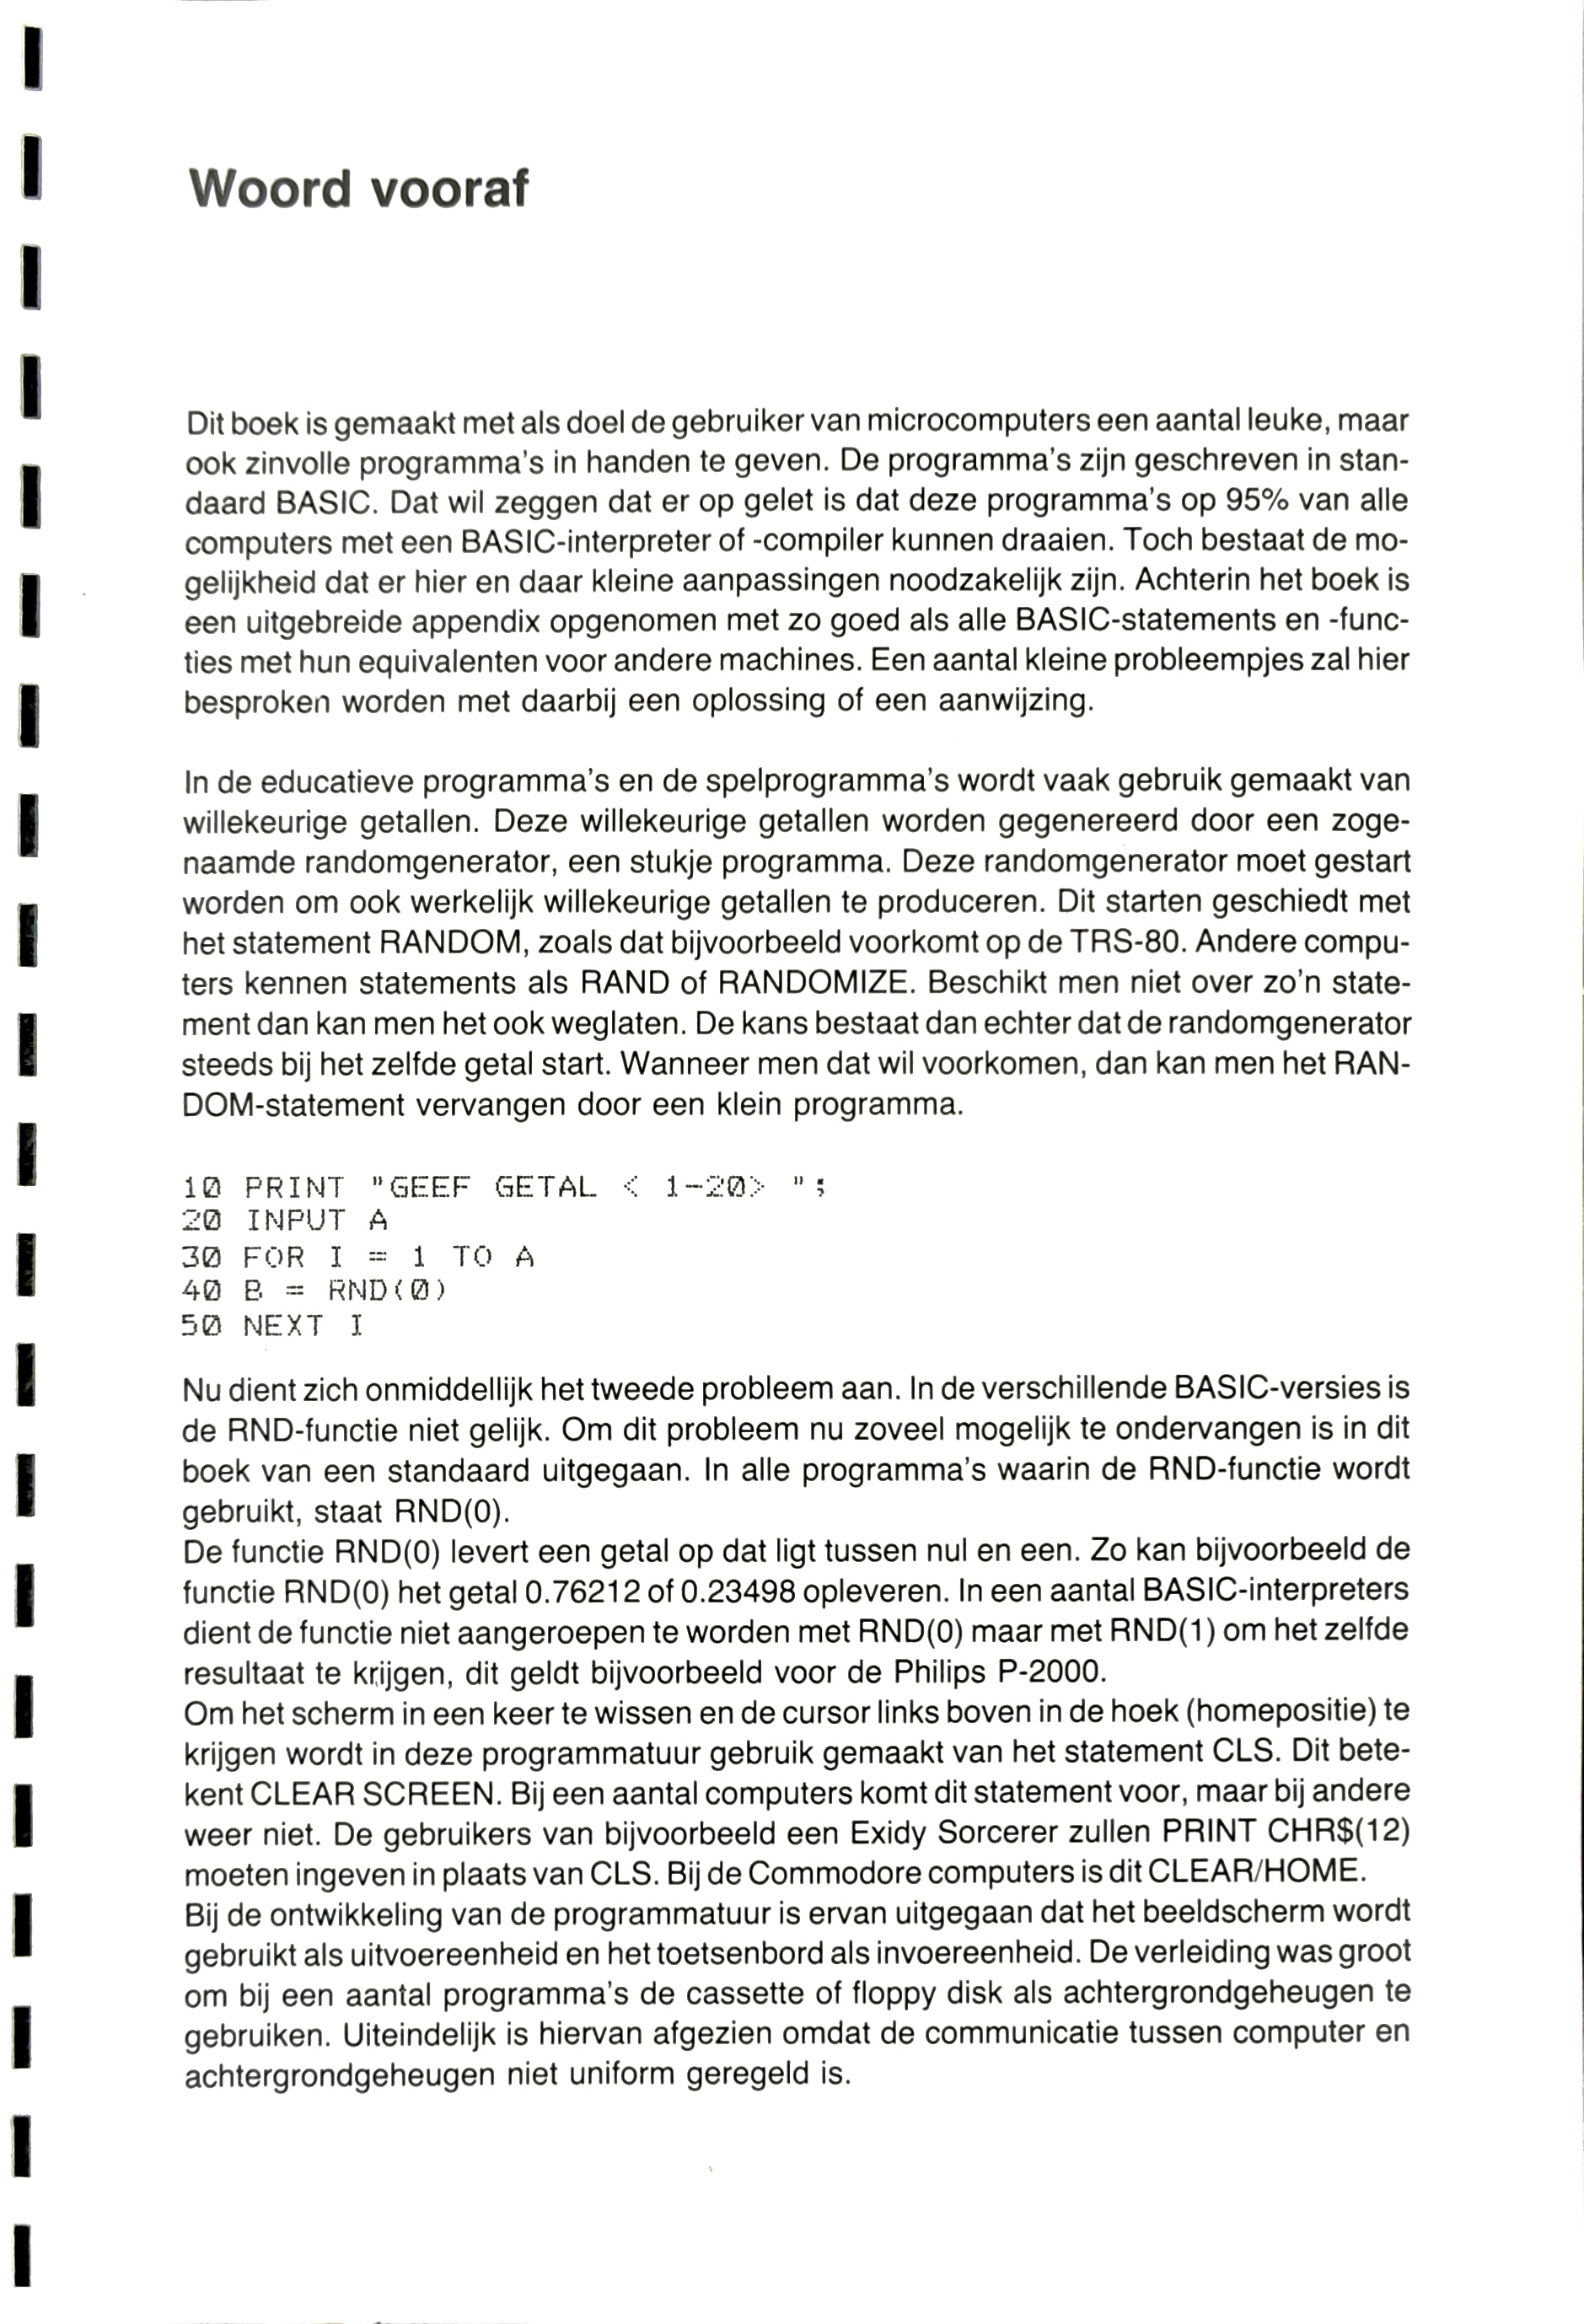 Woord vooraf
Dit boek is gemaakt met als doel de gebruiker van microcomputers een aantal leuke, maar
ook zinvolle programma's in handen te geven. De programma's zijn geschreven in stan-
daard BASIC. Dat wil zeggen dat er op gelet is dat deze programma's op 95% van alle
computers met een BASIC-interpreter of -compiler kunnen draaien. Toch bestaat de mo-
gelijkheid dat er hier en daar kleine aanpassingen noodzakelijk zijn. Achterin het boek is
een uitgebreide appendix opgenomen met zo goed als alle BASIC-statements en -func-
ties met hun equivalenten voor andere machines. Een aantal kleine probleempjes zal hier
besproken worden met daarbij een oplossing of een aanwijzing.
In de educatieve programma's en de spelprogramma's wordt vaak gebruik gemaakt van
willekeurige getallen. Deze willekeurige getallen worden gegenereerd door een zoge-
naamde randomgenerator, een stukje programma. Deze randomgenerator moet gestart
worden om ook werkelijk willekeurige getallen te produceren. Dit starten geschiedt met
het statement RANDOM, zoals dat bijvoorbeeld voorkomt op de TRS-80. Andere compu-
ters kennen statements als RAND of RANDOMIZE. Beschikt men niet over zo'n state-
ment dan kan men het ook weglaten. De kans bestaat dan echter dat de randomgenerator
steeds bij het zelfde getal start. Wanneer men dat wil voorkomen, dan kan men het RAN-
DOM-statement vervangen door een klein programma.
10 PRINT "GEEF GETAL < 1-20> ";
20 INPUT A
30 FOR I = 1 TO A
40 B = RND(0)
50 NEXT I
Nu dient zich onmiddellijk het tweede probleem aan. In de verschillende BASIC-versies is
de RND-functie niet gelijk. Om dit probleem nu zoveel mogelijk te ondervangen is in dit
boek van een standaard uitgegaan. In alle programma's waarin de RND-functie wordt
gebruikt, staat RND(0).
De functie RND(0) levert een getal op dat ligt tussen nul en een. Zo kan bijvoorbeeld de
functie RND(0) het getal 0.76212 of 0.23498 opleveren. In een aantal BASIC-interpreters
dient de functie niet aangeroepen te worden met RND(0) maar met RND(1) om het zelfde
resultaat te krijgen, dit geldt bijvoorbeeld voor de Philips P-2000.
Om het scherm in een keer te wissen en de cursor links boven in de hoek (homepositie) te
krijgen wordt in deze programmatuur gebruik gemaakt van het statement CLS. Dit bete-
kent CLEAR SCREEN. Bij een aantal computers komt dit statement voor, maar bij andere
weer niet. De gebruikers van bijvoorbeeld een Exidy Sorcerer zullen PRINT CHR$(12)
moeten ingeven in plaats van CLS. Bij de Commodore computers is dit CLEAR/HOME.
Bij de ontwikkeling van de programmatuur is ervan uitgegaan dat het beeldscherm wordt
gebruikt als uitvoereenheid en het toetsenbord als invoereenheid. De verleiding was groot
om bij een aantal programma's de cassette of floppy disk als achtergrondgeheugen te
gebruiken. Uiteindelijk is hiervan afgezien omdat de communicatie tussen computer en
achtergrondgeheugen niet uniform geregeld is.